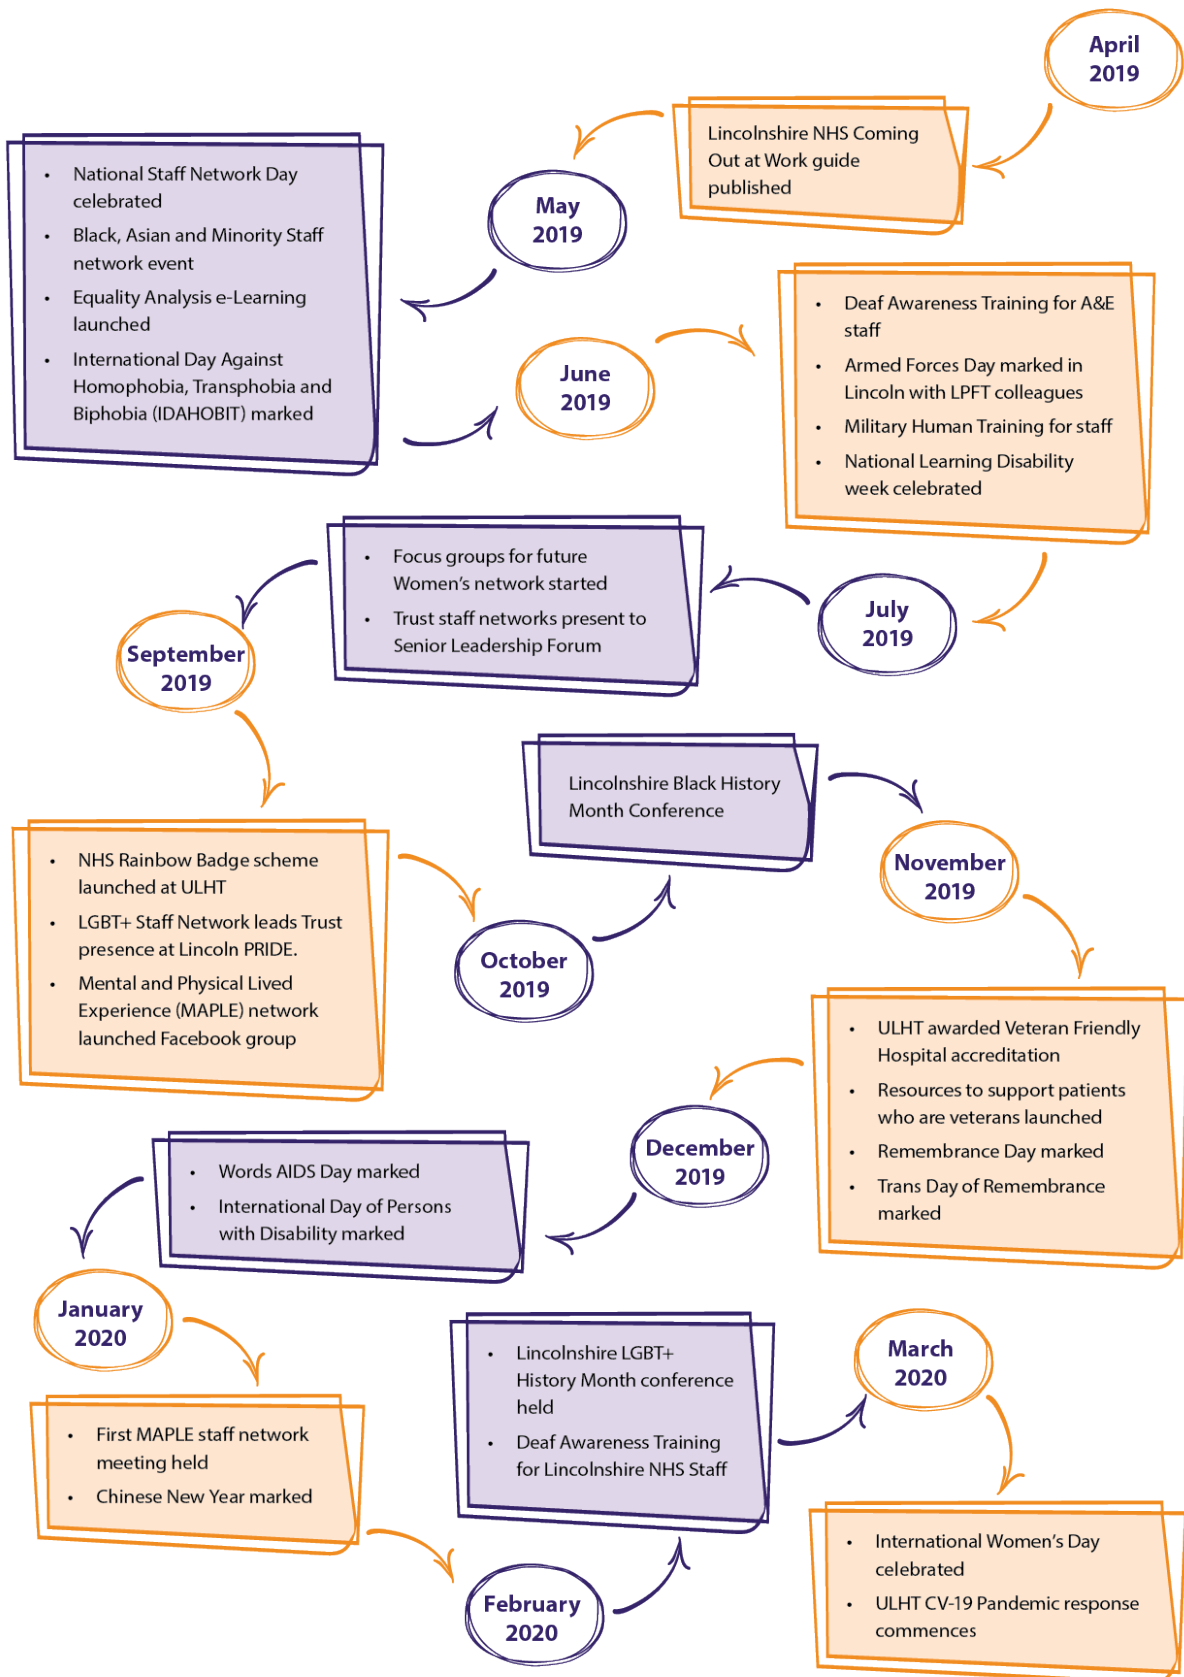 April
2019
Lincolnshire NHS Coming
Out at Work guide
published
May
2019
• National Staff Network Day
celebrated
• Black, Asian and Minority Staff
network event
• Equality Analysis e-Learning
launched
• International Day Against
Homophobia, Transphobia and
Biphobia (IDAHOBIT) marked
June
2019
• Deaf Awareness Training for A&E
staff
• Armed Forces Day marked in
Lincoln with LPFT colleagues
• Military Human Training for staff
• National Learning Disability
week celebrated
July
2019
• Focus groups for future
Women’s network started
• Trust staff networks present to
Senior Leadership Forum
September
2019
• NHS Rainbow Badge scheme
launched at ULHT
• LGBT+ Staff Network leads Trust
presence at Lincoln PRIDE.
• Mental and Physical Lived
Experience (MAPLE) network
launched Facebook group
October
2019
Lincolnshire Black History
Month Conference
November
2019
• ULHT awarded Veteran Friendly
Hospital accreditation
• Resources to support patients
who are veterans launched
• Remembrance Day marked
• Trans Day of Remembrance
marked
December
2019
• Words AIDS Day marked
• International Day of Persons
with Disability marked
January
2020
• First MAPLE staff network
meeting held
• Chinese New Year marked
February
2020
• Lincolnshire LGBT+
History Month conference
held
• Deaf Awareness Training
for Lincolnshire NHS Staff
March
2020
• International Women’s Day
celebrated
• ULHT CV-19 Pandemic response
commences